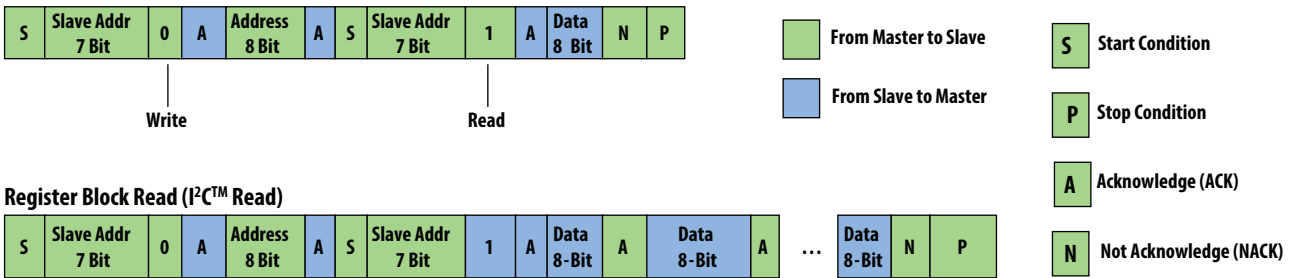 S Slave Addr 7 Bit 0 A Address 8 Bit A S Slave Addr 7 Bit 1 A Data 8 Bit N P
Write Read
From Master to Slave
From Slave to Master
S Start Condition
P Stop Condition
A Acknowledge (ACK)
N Not Acknowledge (NACK)
Register Block Read (I²C™ Read)
S Slave Addr 7 Bit 0 A Address 8 Bit A S Slave Addr 7 Bit 1 A Data 8-Bit A Data 8-Bit A ... Data 8-Bit N P